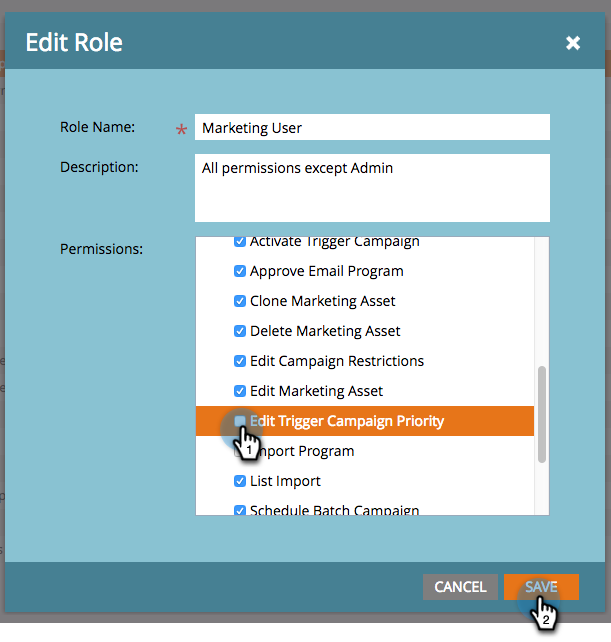 Edit Role
Role Name: * Marketing User
Description: All permissions except Admin
Permissions:
Activate Trigger Campaign
Approve Email Program
Clone Marketing Asset
Delete Marketing Asset
Edit Campaign Restrictions
Edit Marketing Asset
Edit Trigger Campaign Priority
1
Import Program
List Import
Schedule Batch Campaign
CANCEL SAVE
2